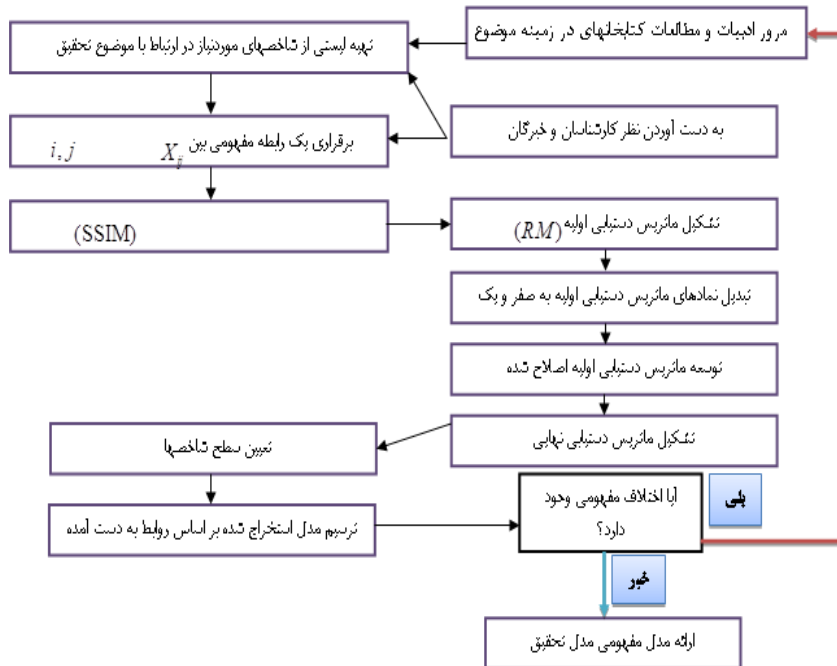 مرور ادبیات و مطالعات کتابخانهای در زمینه موضوع
تهیه لیستی از شاخصهای موردنیاز در ارتباط با موضوع تحقیق
به دست آوردن نظر کارشناسان و خبرگان
برقراری یک رابطه مفهومی بین X_{ij} i, j
(SSIM)
تشکیل ماتریس دستیابی اولیه (RM)
تبدیل نمادهای ماتریس دستیابی اولیه به صفر و یک
توسعه ماتریس دستیابی اولیه اصلاح شده
تشکیل ماتریس دستیابی نهایی
تعیین سطح شاخصها
ترسیم مدل استخراج شده بر اساس روابط به دست آمده
آیا اختلاف مفهومی وجود
دارد؟
بلی
خیر
ارائه مدل مفهومی مدل تحقیق